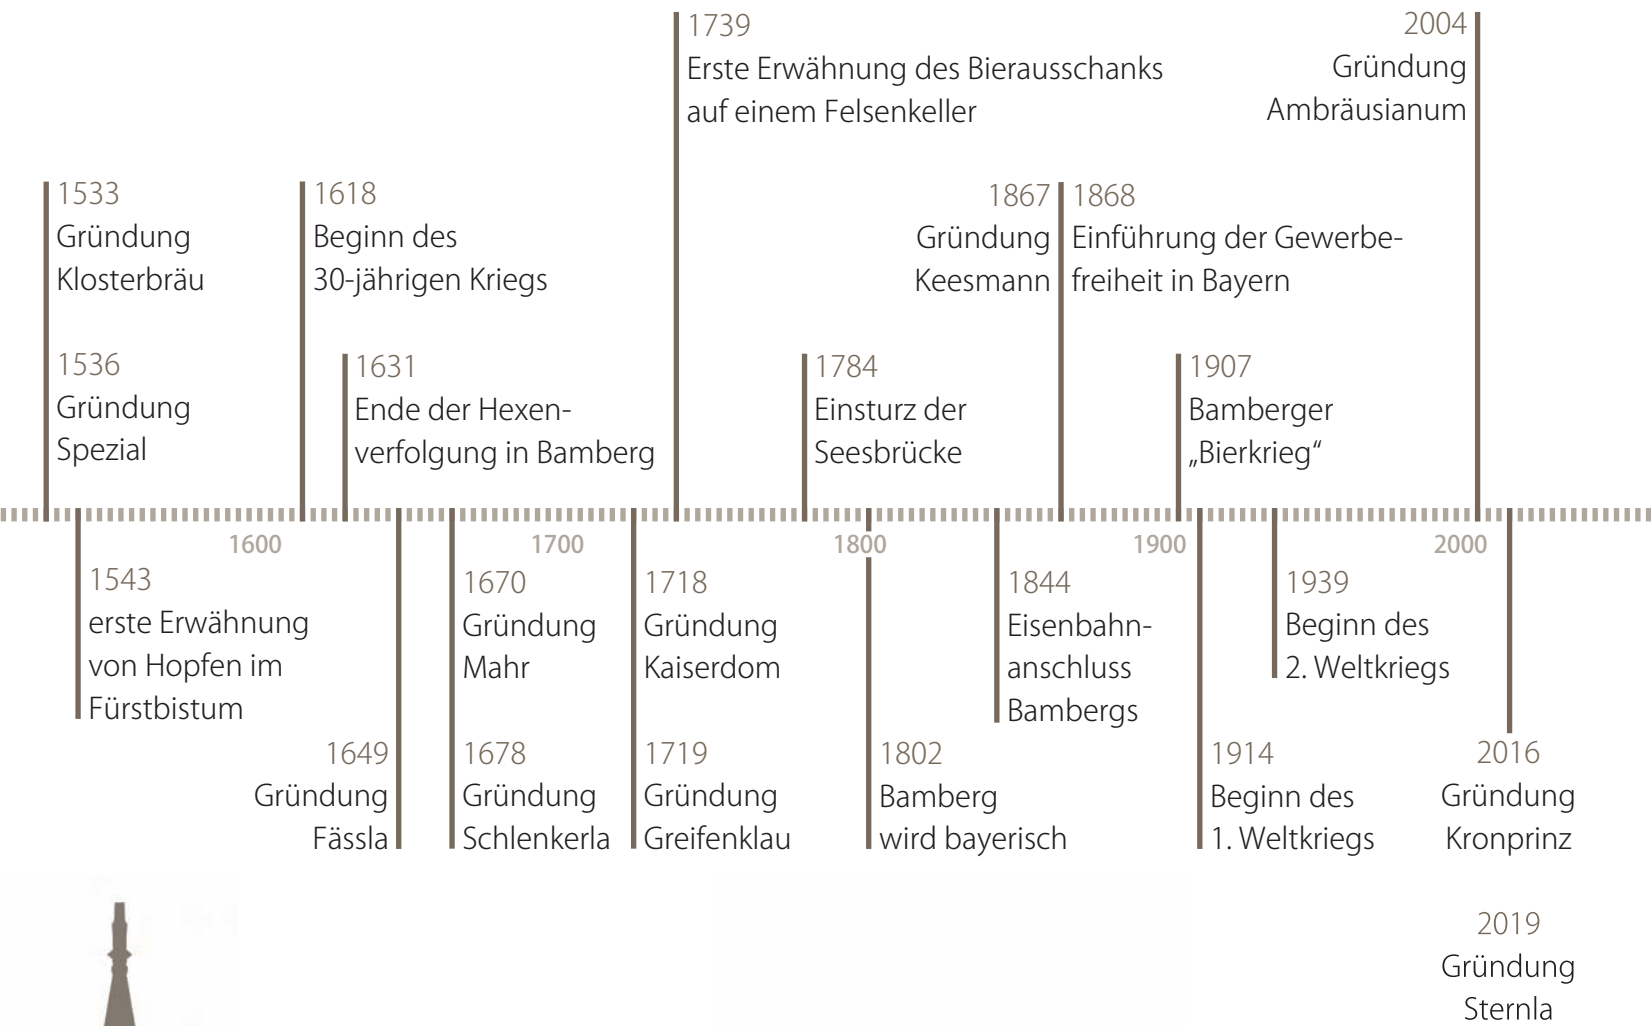 1739
Erste Erwähnung des Bierausschanks
auf einem Felsenkeller
2004
Gründung
Ambräusianum
1533
Gründung
Klosterbräu
1618
Beginn des
30-jährigen Kriegs
1867
Gründung
Keesmann
1868
Einführung der Gewerbe-
freiheit in Bayern
1536
Gründung
Spezial
1631
Ende der Hexen-
verfolgung in Bamberg
1784
Einsturz der
Seesbrücke
1907
Bamberger
„Bierkrieg“
1600
1700
1800
1900
2000
1543
erste Erwähnung
von Hopfen im
Fürstbistum
1670
Gründung
Mahr
1718
Gründung
Kaiserdom
1844
Eisenbahn-
anschluss
Bambergs
1939
Beginn des
2. Weltkriegs
1649
Gründung
Fässla
1678
Gründung
Schlenkerla
1719
Gründung
Greifenklau
1802
Bamberg
wird bayerisch
1914
Beginn des
1. Weltkriegs
2016
Gründung
Kronprinz
2019
Gründung
Sternla